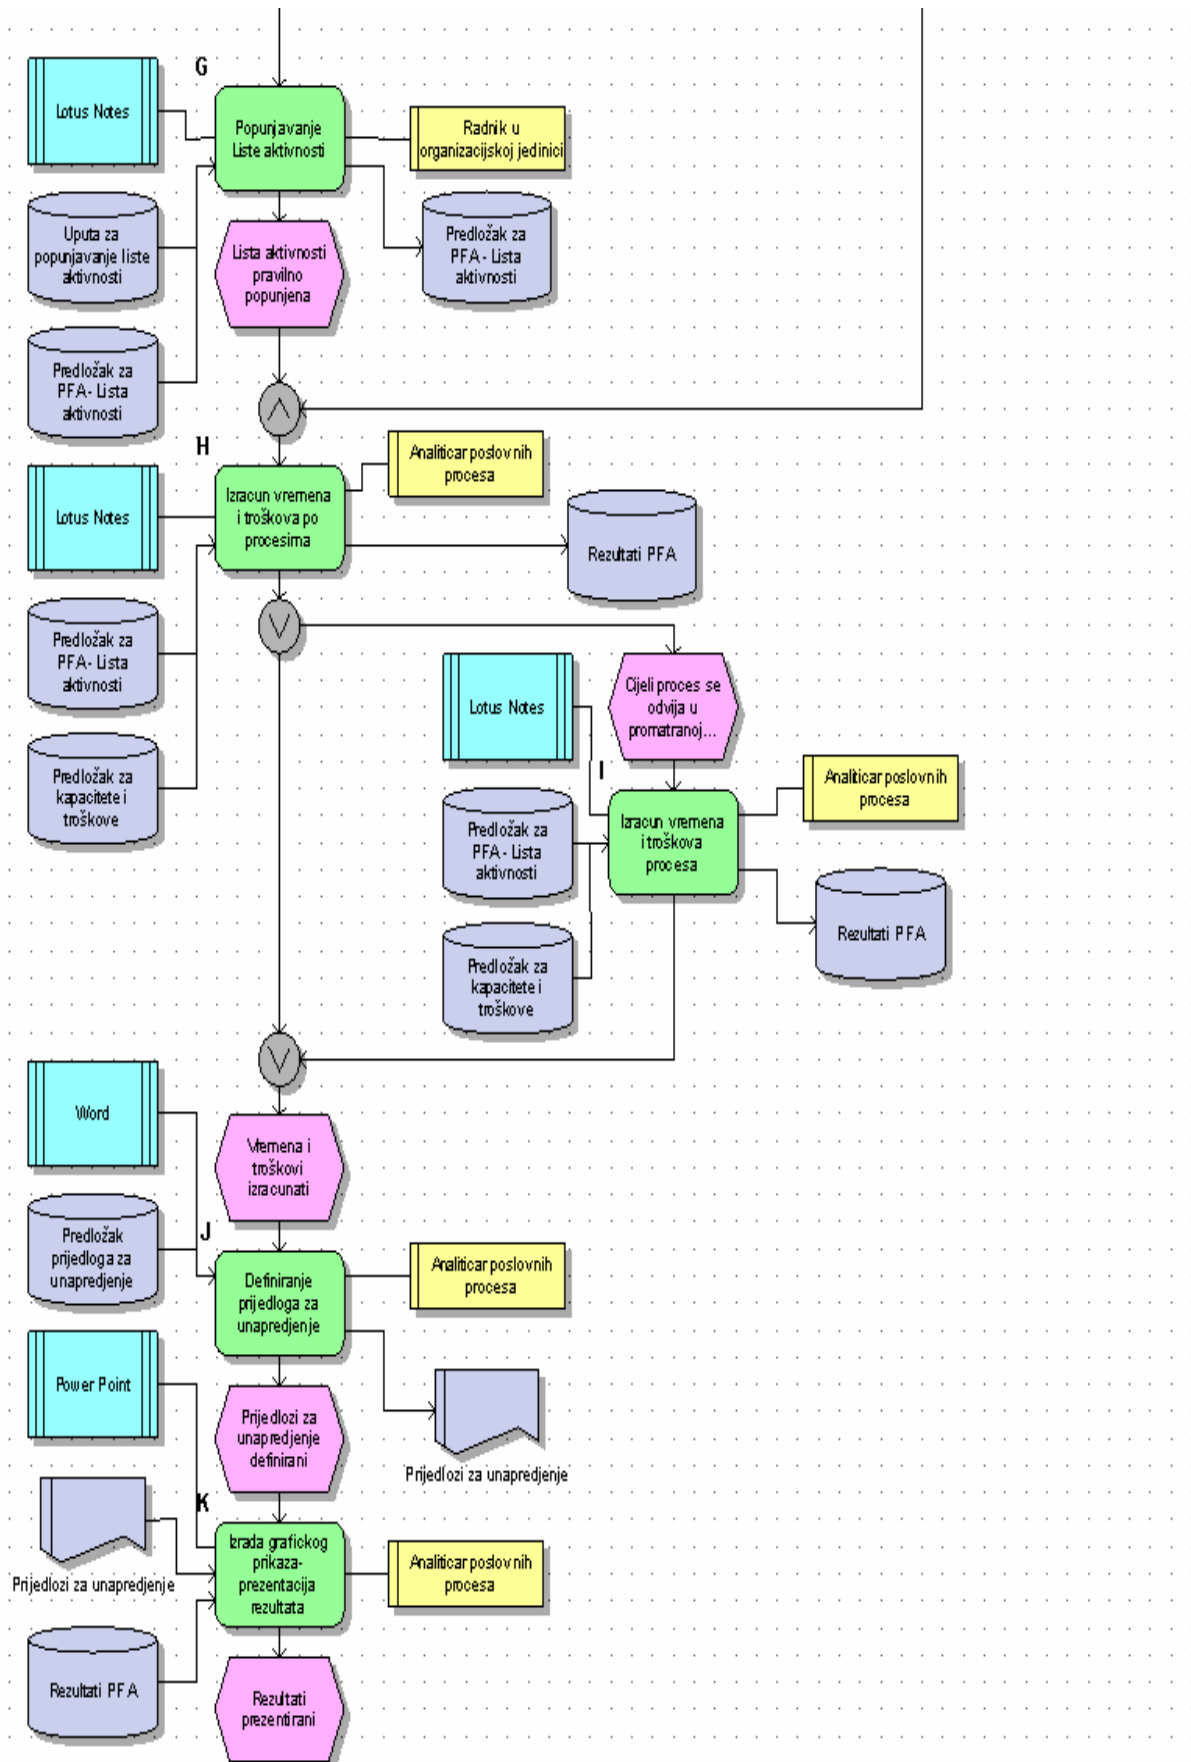 G
Lotus Notes
Popunjavanje
Liste aktivnosti
Radnik u
organizacijskoj jedinici
Uputa za
popunjavanje liste
aktivnosti
Lista aktivnosti
pravilno
popunjena
Predložak za
PFA - Lista
aktivnosti
Predložak za
PFA - Lista
aktivnosti
H
Analiticar poslovnih
procesa
Lotus Notes
Izracun vremena
i troškova po
procesima
Rezultati PFA
Predložak za
PFA - Lista
aktivnosti
Lotus Notes
Cijeli proces se
odvija u
promatranoj...
Predložak za
kapacitete i
troškove
I
Analiticar poslovnih
procesa
Predložak za
PFA - Lista
aktivnosti
Izracun vremena
i troškova
procesa
Rezultati PFA
Predložak za
kapacitete i
troškove
Word
Vremena i
troškovi
izracunati
Predložak
prijedloga za
unapredjenje
J
Definiranje
prijedloga za
unapredjenje
Analiticar poslovnih
procesa
Power Point
Prijedlozi za
unapredjenje
definirani
Prijedlozi za unapredjenje
K
Prijedlozi za unapredjenje
Izrada grafickog
prikaza-
prezentacija
rezultata
Analiticar poslovnih
procesa
Rezultati PFA
Rezultati
prezentirani